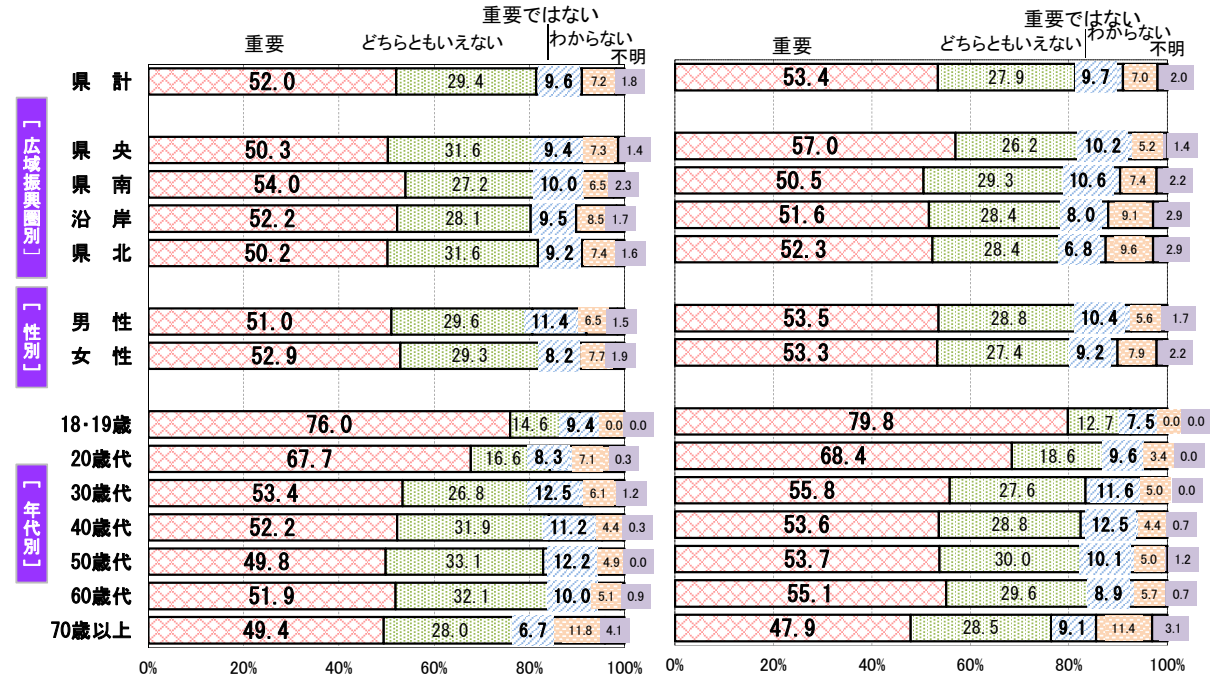 重要ではない
重要 どちらともいえない わからない
不明
県 計 52.0 29.4 9.6 7.2 1.8
[広域振興圏別]
県 央 50.3 31.6 9.4 7.3 1.4
県 南 54.0 27.2 10.0 6.5 2.3
沿 岸 52.2 28.1 9.5 8.5 1.7
県 北 50.2 31.6 9.2 7.4 1.6
[性別]
男 性 51.0 29.6 11.4 6.5 1.5
女 性 52.9 29.3 8.2 7.7 1.9
[年代別]
18・19歳 76.0 14.6 9.4 0.0 0.0
20歳代 67.7 16.6 8.3 7.1 0.3
30歳代 53.4 26.8 12.5 6.1 1.2
40歳代 52.2 31.9 11.2 4.4 0.3
50歳代 49.8 33.1 12.2 4.9 0.0
60歳代 51.9 32.1 10.0 5.1 0.9
70歳以上 49.4 28.0 6.7 11.8 4.1
0% 20% 40% 60% 80% 100%
重要ではない
重要 どちらともいえない わからない
不明
53.4 27.9 9.7 7.0 2.0
57.0 26.2 10.2 5.2 1.4
50.5 29.3 10.6 7.4 2.2
51.6 28.4 8.0 9.1 2.9
52.3 28.4 6.8 9.6 2.9
53.5 28.8 10.4 5.6 1.7
53.3 27.4 9.2 7.9 2.2
79.8 12.7 7.5 0.0 0.0
68.4 18.6 9.6 3.4 0.0
55.8 27.6 11.6 5.0 0.0
53.6 28.8 12.5 4.4 0.7
53.7 30.0 10.1 5.0 1.2
55.1 29.6 8.9 5.7 0.7
47.9 28.5 9.1 11.4 3.1
0% 20% 40% 60% 80% 100%